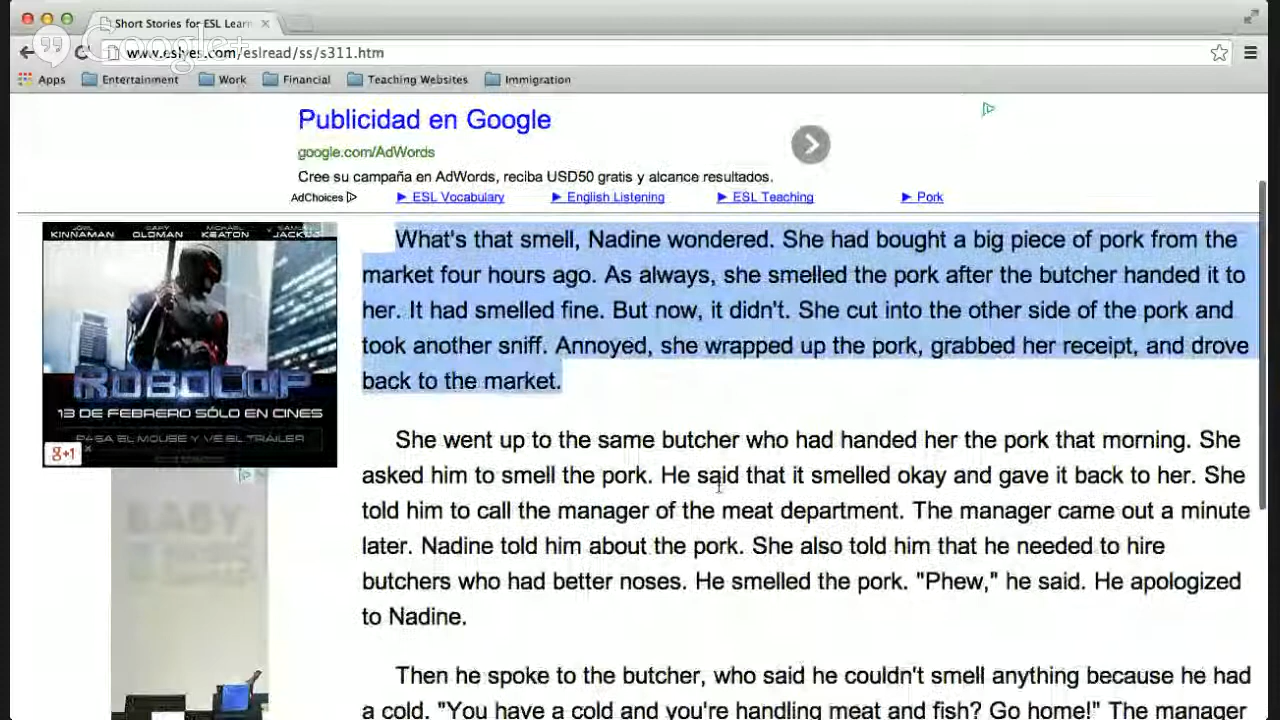 Short Stories for ESL Lear
Google+
www.eslyes.com/eslread/ss/s311.htm
Apps Entertainment Work Financial Teaching Websites Immigration
Publicidad en Google
google.com/AdWords
Cree su campaña en AdWords, reciba USD50 gratis y alcance resultados.
AdChoices ESL Vocabulary English Listening ESL Teaching Pork
KINNAMAN OLDMAN KEATON
ROBOCOP
13 DE FEBRERO SÓLO EN CINES
PASA EL MOUSE Y VE EL TRÁILER
g+1
What's that smell, Nadine wondered. She had bought a big piece of pork from the
market four hours ago. As always, she smelled the pork after the butcher handed it to
her. It had smelled fine. But now, it didn't. She cut into the other side of the pork and
took another sniff. Annoyed, she wrapped up the pork, grabbed her receipt, and drove
back to the market.
She went up to the same butcher who had handed her the pork that morning. She
asked him to smell the pork. He said that it smelled okay and gave it back to her. She
told him to call the manager of the meat department. The manager came out a minute
later. Nadine told him about the pork. She also told him that he needed to hire
butchers who had better noses. He smelled the pork. "Phew," he said. He apologized
to Nadine.
Then he spoke to the butcher, who said he couldn't smell anything because he had
a cold. "You have a cold and you're handling meat and fish? Go home!" The manager